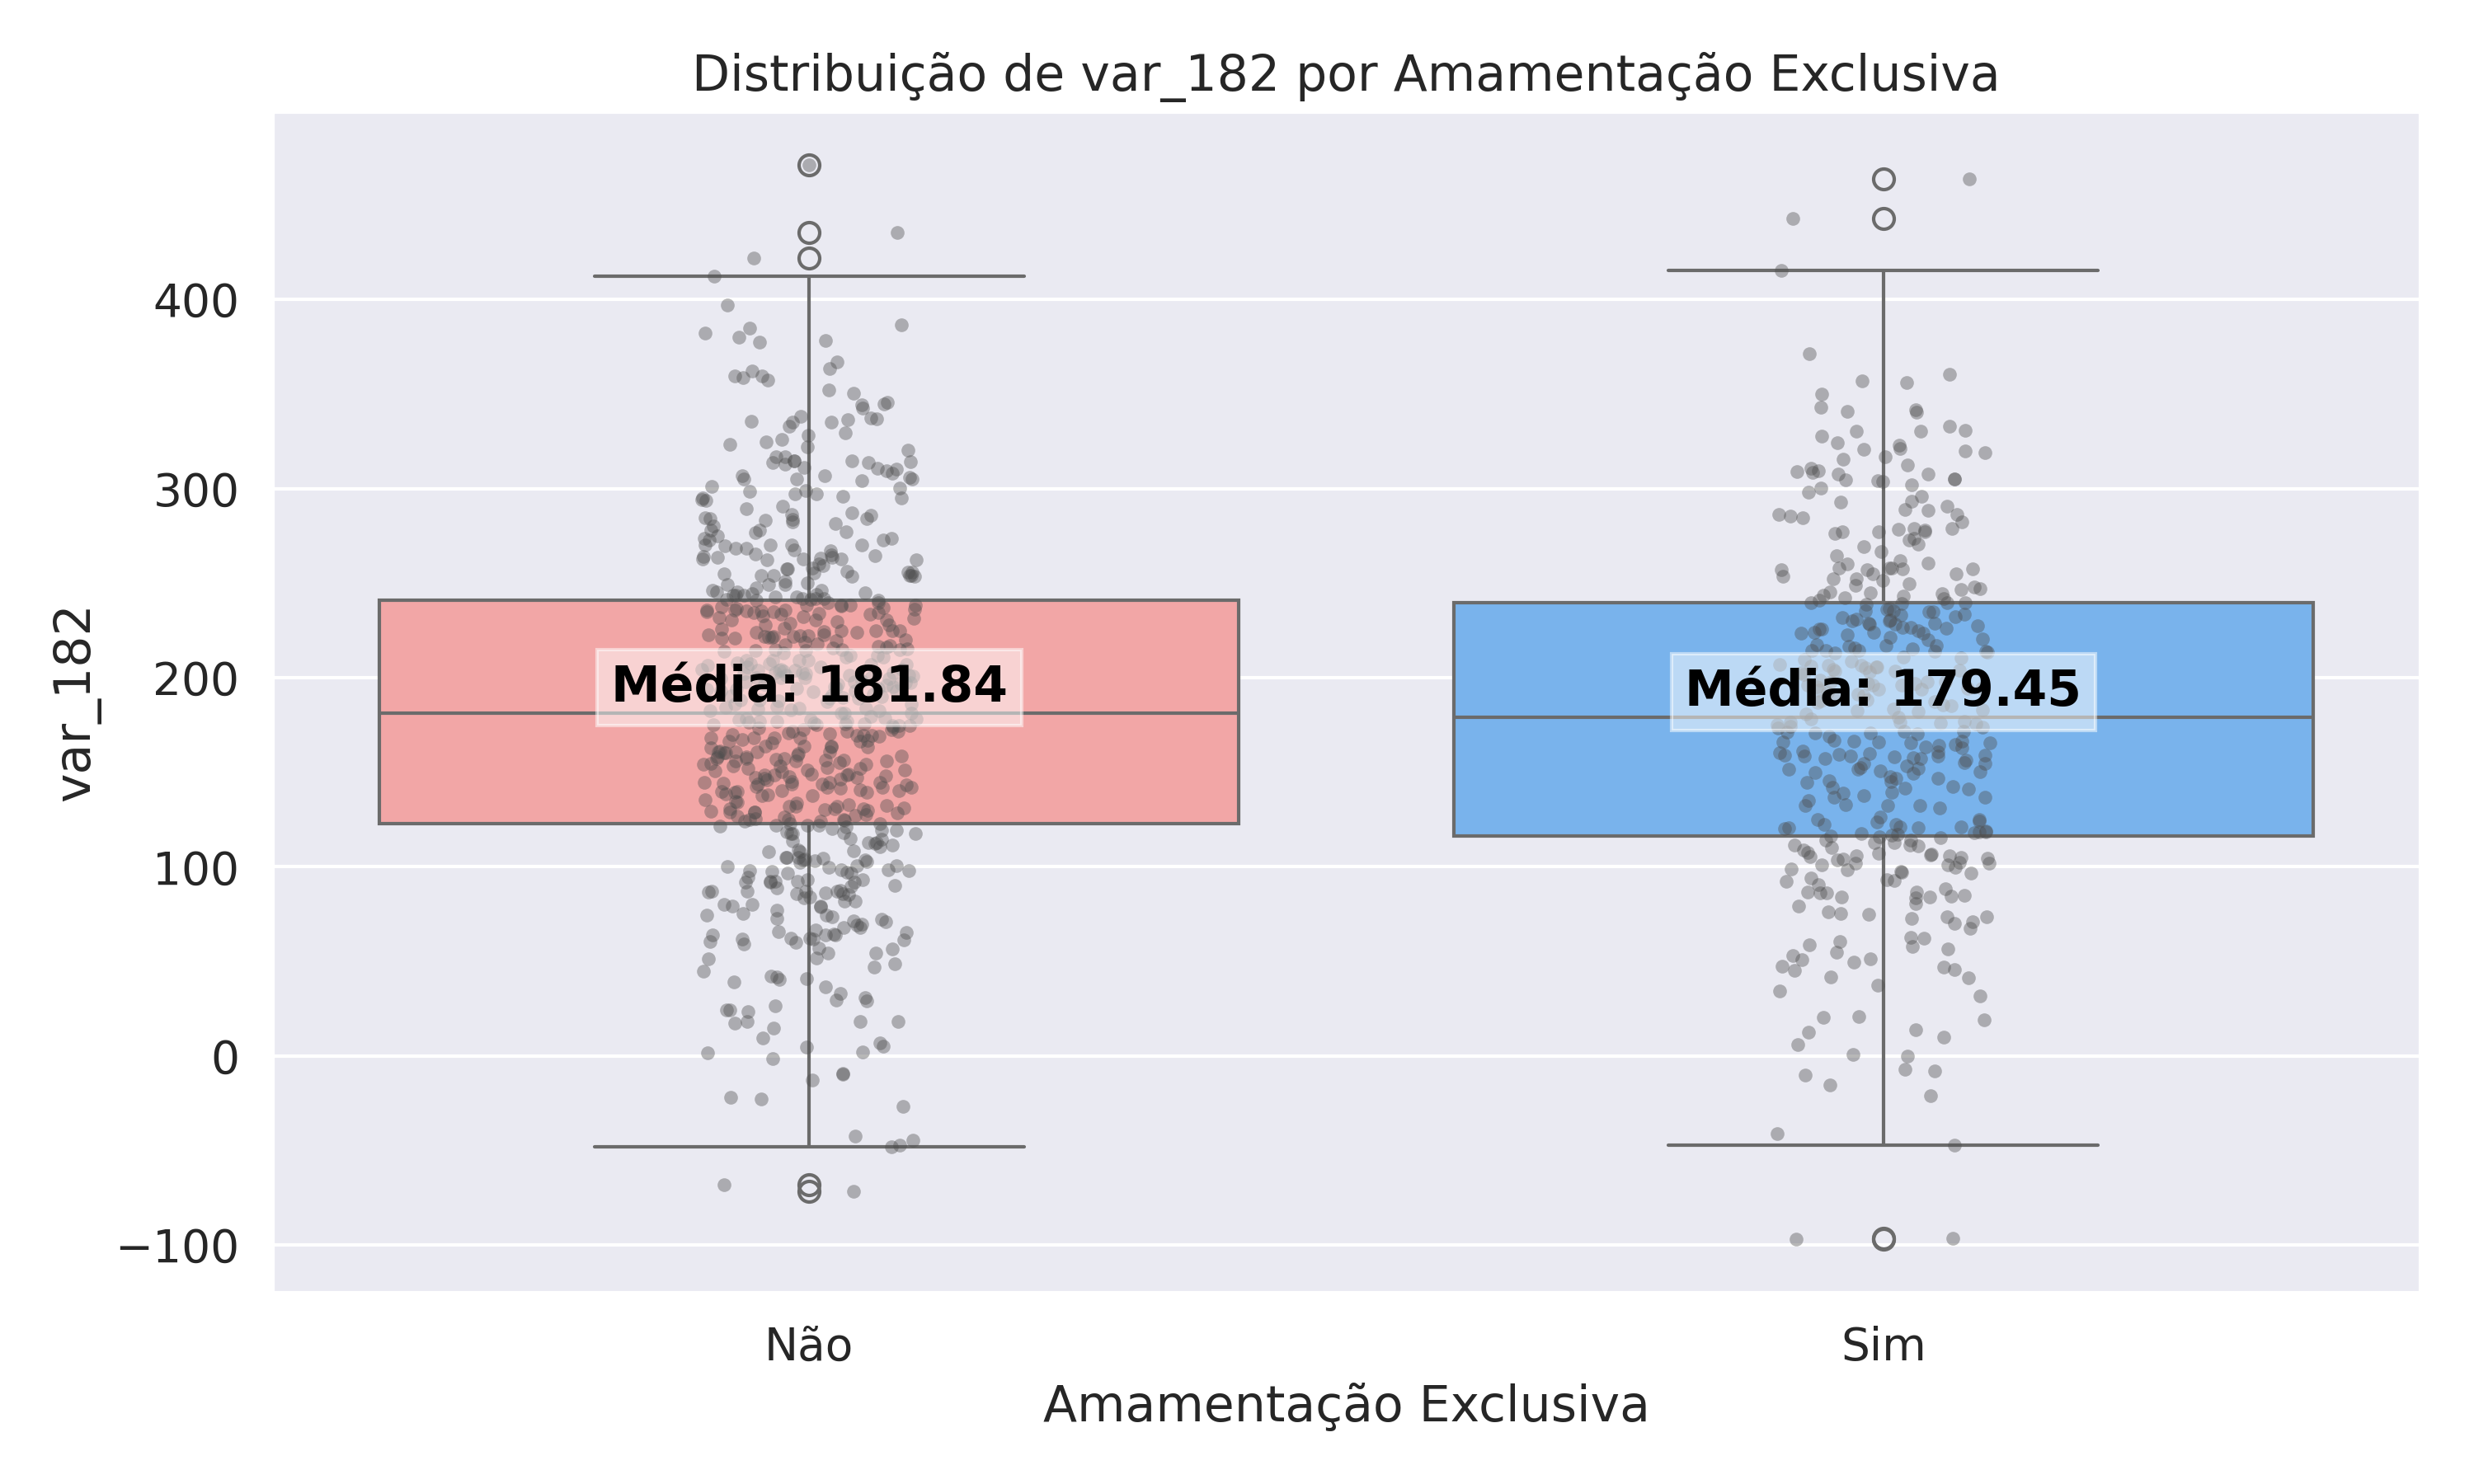 Distribuição de var_182 por Amamentação Exclusiva
var_182
400
300
200
100
0
−100
Média: 181.84
Média: 179.45
Não
Sim
Amamentação Exclusiva